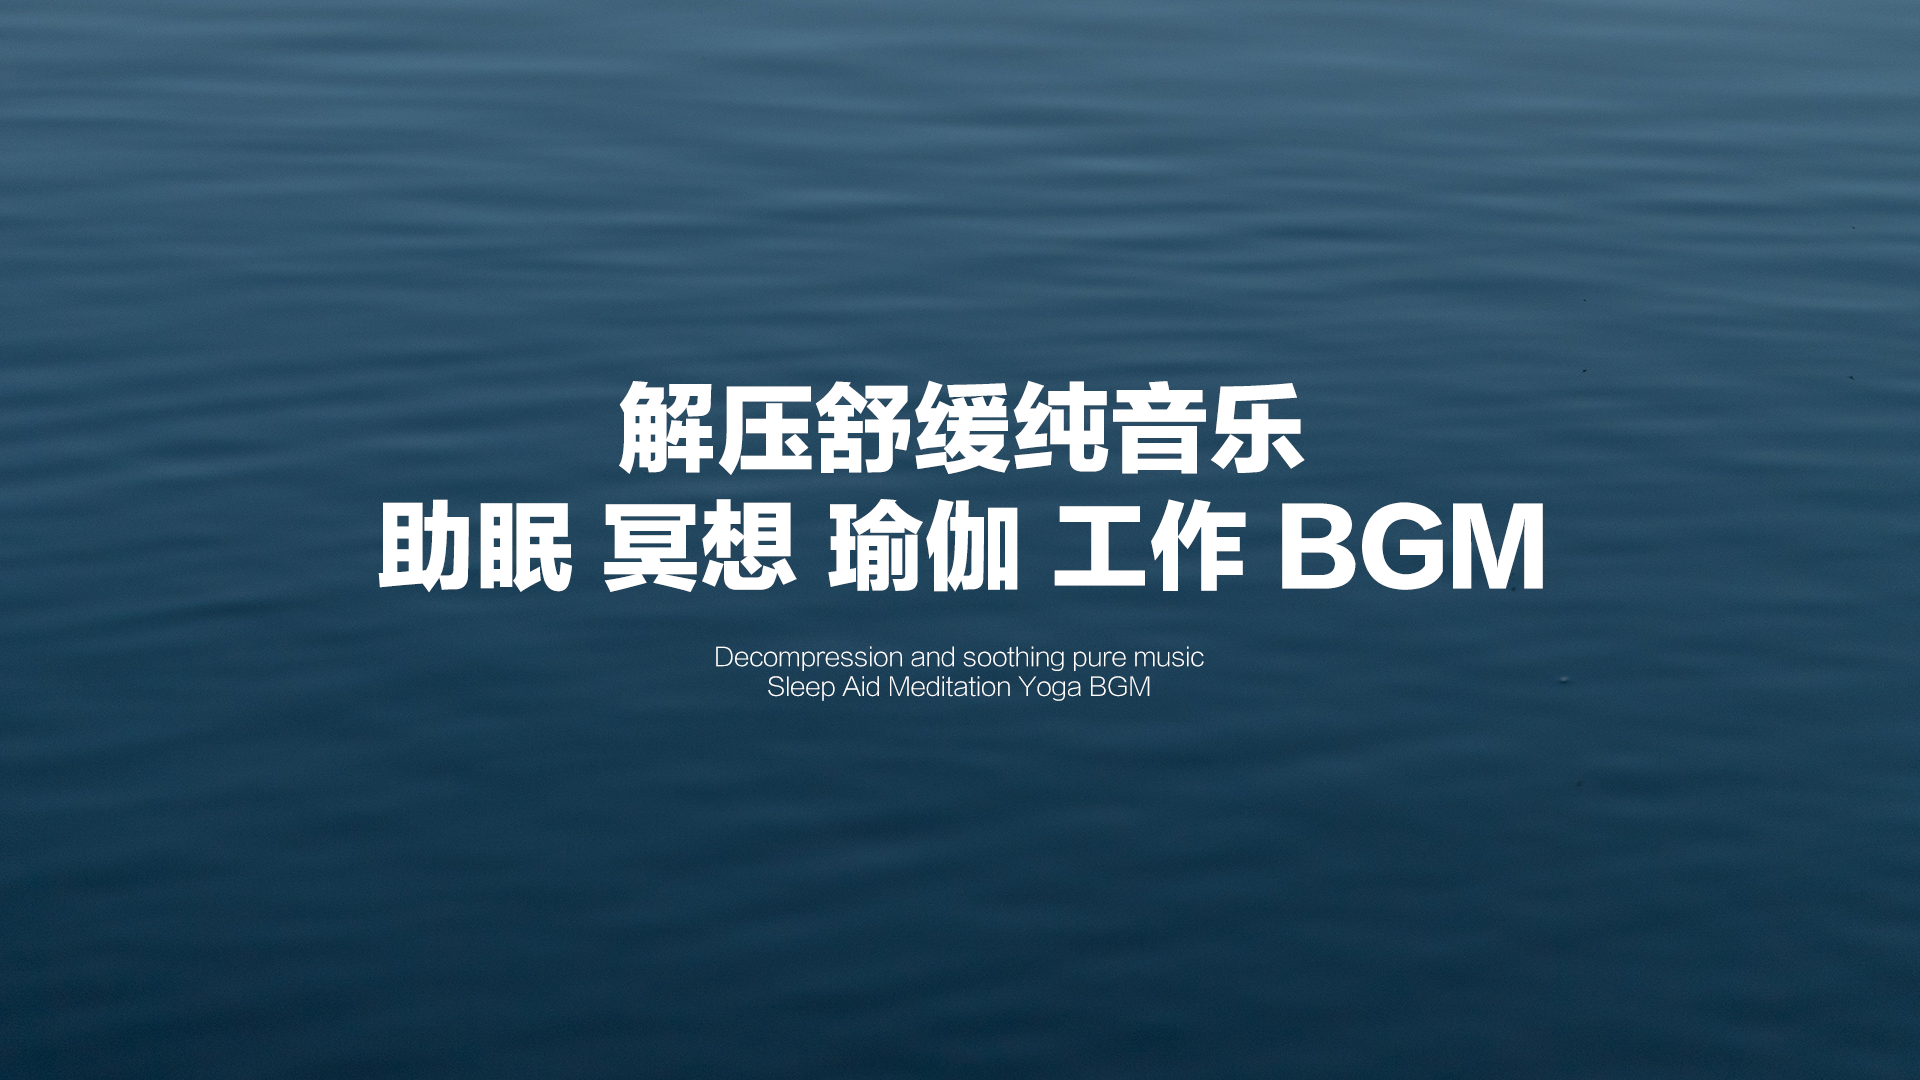 解压舒缓纯音乐
助眠 冥想 瑜伽 工作 BGM
Decompression and soothing pure music
Sleep Aid Meditation Yoga BGM